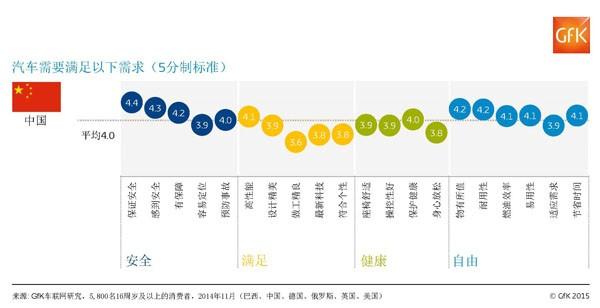 GfK
汽车需要满足以下需求（5分制标准）
中国
平均4.0
4.4 4.3 4.2 3.9 4.0 4.1 3.9 3.6 3.8 3.8 3.9 3.9 4.0 3.8 4.2 4.2 4.1 4.1 3.9 4.1
保证安全
感到安全
有保障
容易定位
预防事故
高性能
设计精美
做工精良
最新科技
符合个性
座椅舒适
操控性好
保护健康
身心放松
物有所值
耐用性
燃油效率
易用性
适应需求
节省时间
安全 满足 健康 自由
来源: GfK车联网研究，5,800名16周岁及以上的消费者，2014年11月（巴西、中国、德国、俄罗斯、英国、美国）
© GfK 2015